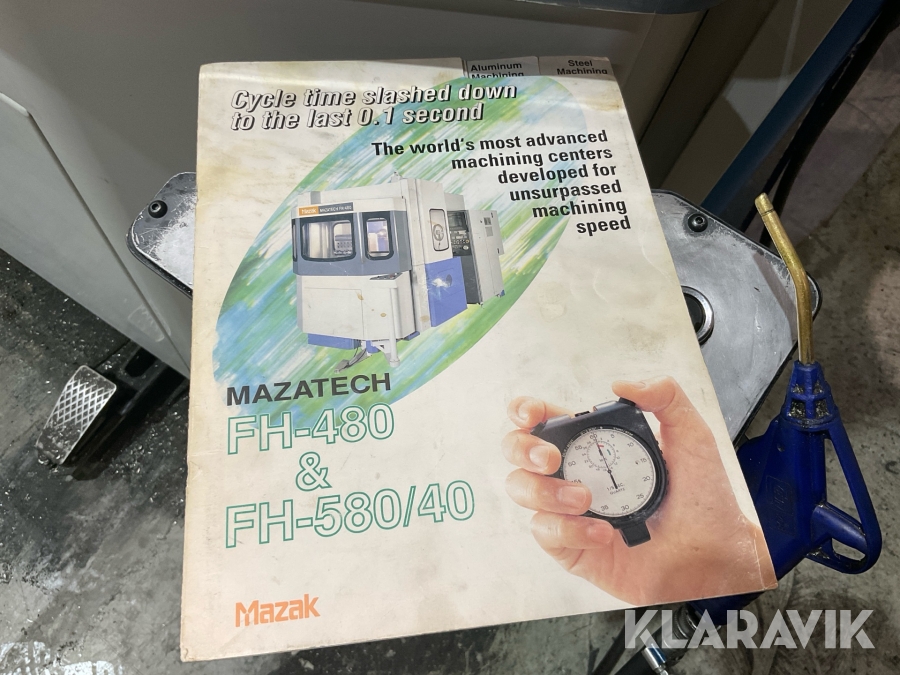 Aluminum
Machining
Steel
Machining
Cycle time slashed down
to the last 0.1 second
The world's most advanced
machining centers
developed for
unsurpassed
machining
speed
MAZATECH
FH-480
&
FH-580/40
Mazak
KLARAVIK